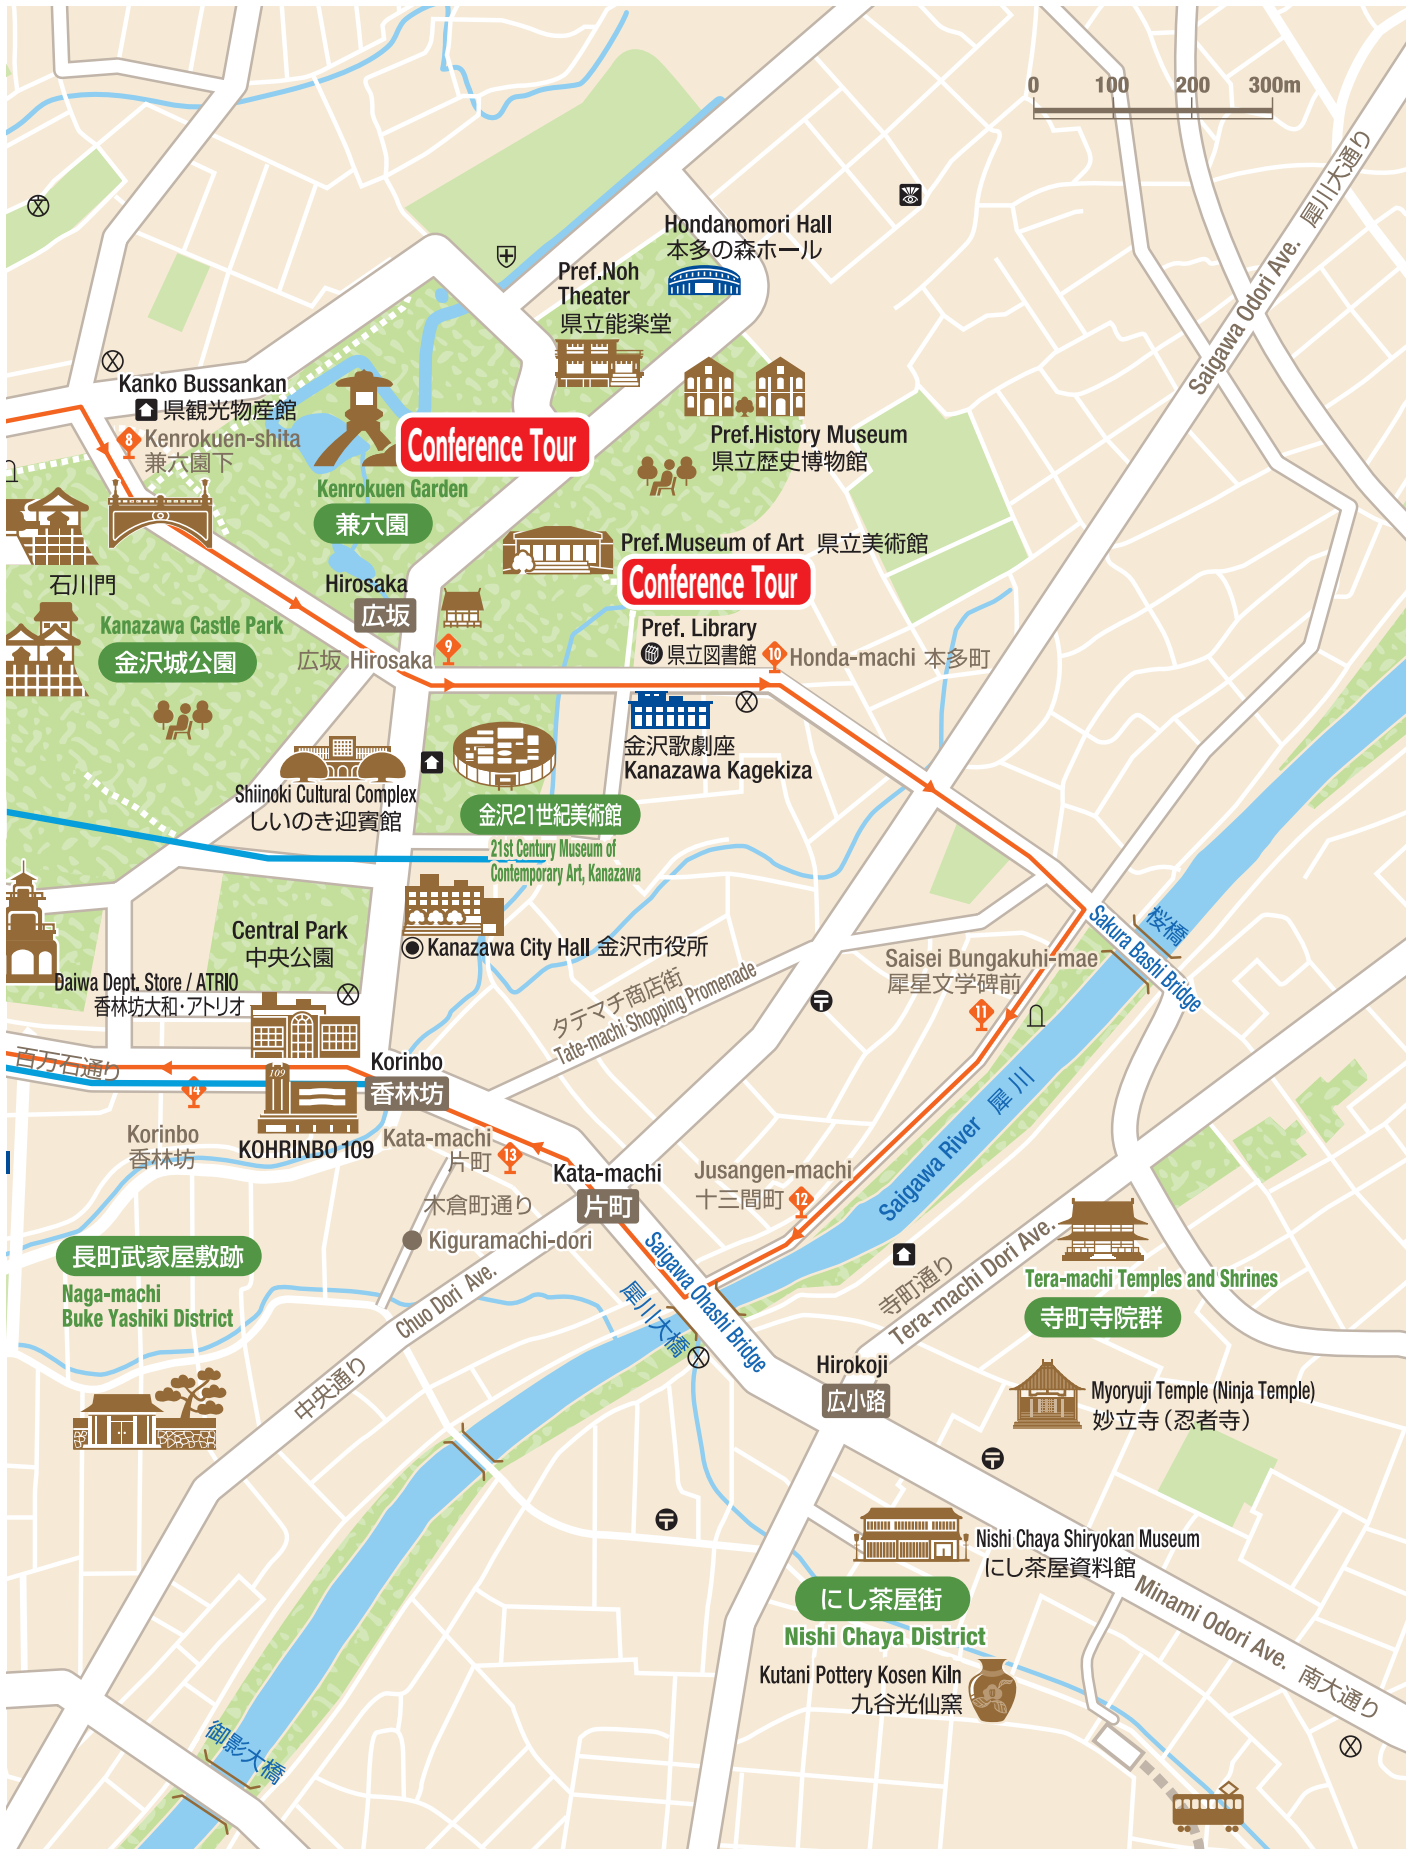 0 100 200 300m
Saigawa Odori Ave. 犀川大通り
Hondanomori Hall
本多の森ホール
Pref.Noh
Theater
県立能楽堂
Kanko Bussankan
県観光物産館
8 Kenrokuen-shita
兼六園下
Conference Tour
Kenrokuen Garden
兼六園
Pref.History Museum
県立歴史博物館
Pref.Museum of Art 県立美術館
Conference Tour
石川門
Hirosaka
広坂
Kanazawa Castle Park
金沢城公園
広坂 Hirosaka 9
Pref. Library
県立図書館
10 Honda-machi 本多町
金沢歌劇座
Kanazawa Kagekiza
Shiinoki Cultural Complex
しいのき迎賓館
金沢21世紀美術館
21st Century Museum of
Contemporary Art, Kanazawa
Central Park
中央公園
Kanazawa City Hall 金沢市役所
桜橋
Sakura Bashi Bridge
Saisei Bungakuhi-mae
犀星文学碑前
11
Daiwa Dept. Store / ATRIO
香林坊大和・アトリオ
タテマチ商店街
Tate-machi Shopping Promenade
百万石通り
14
Korinbo
香林坊
109
KOHRINBO 109
Korinbo
香林坊
Kata-machi
片町
13
Kata-machi
片町
Jusangen-machi
十三間町
12
Saigawa River 犀川
木倉町通り
Kiguramachi-dori
長町武家屋敷跡
Naga-machi
Buke Yashiki District
Chuo Dori Ave.
中央通り
Saigawa Ohashi Bridge
犀川大橋
寺町通り
Tera-machi Dori Ave.
Tera-machi Temples and Shrines
寺町寺院群
Hirokoji
広小路
Myoryuji Temple (Ninja Temple)
妙立寺（忍者寺）
Nishi Chaya Shiryokan Museum
にし茶屋資料館
にし茶屋街
Nishi Chaya District
Minami Odori Ave. 南大通り
Kutani Pottery Kosen Kiln
九谷光仙窯
御影大橋